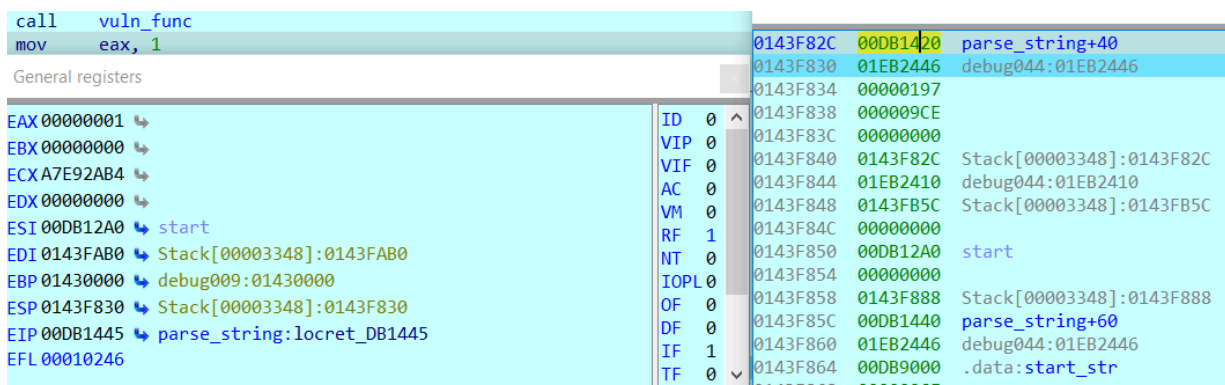 call vuln_func
mov eax, 1
General registers
EAX 00000001
EBX 00000000
ECX A7E92AB4
EDX 00000000
ESI 00DB12A0 start
EDI 0143FAB0 Stack[00003348]:0143FAB0
EBP 01430000 debug009:01430000
ESP 0143F830 Stack[00003348]:0143F830
EIP 00DB1445 parse_string:locret_DB1445
EFL 00010246
ID 0
VIP 0
VIF 0
AC 0
VM 0
RF 1
NT 0
IOPL 0
OF 0
DF 0
IF 1
TF 0
0143F82C 00DB1420 parse_string+40
0143F830 01EB2446 debug044:01EB2446
0143F834 00000197
0143F838 000009CE
0143F83C 00000000
0143F840 0143F82C Stack[00003348]:0143F82C
0143F844 01EB2410 debug044:01EB2410
0143F848 0143FB5C Stack[00003348]:0143FB5C
0143F84C 00000000
0143F850 00DB12A0 start
0143F854 00000000
0143F858 0143F888 Stack[00003348]:0143F888
0143F85C 00DB1440 parse_string+60
0143F860 01EB2446 debug044:01EB2446
0143F864 00DB9000 .data:start_str